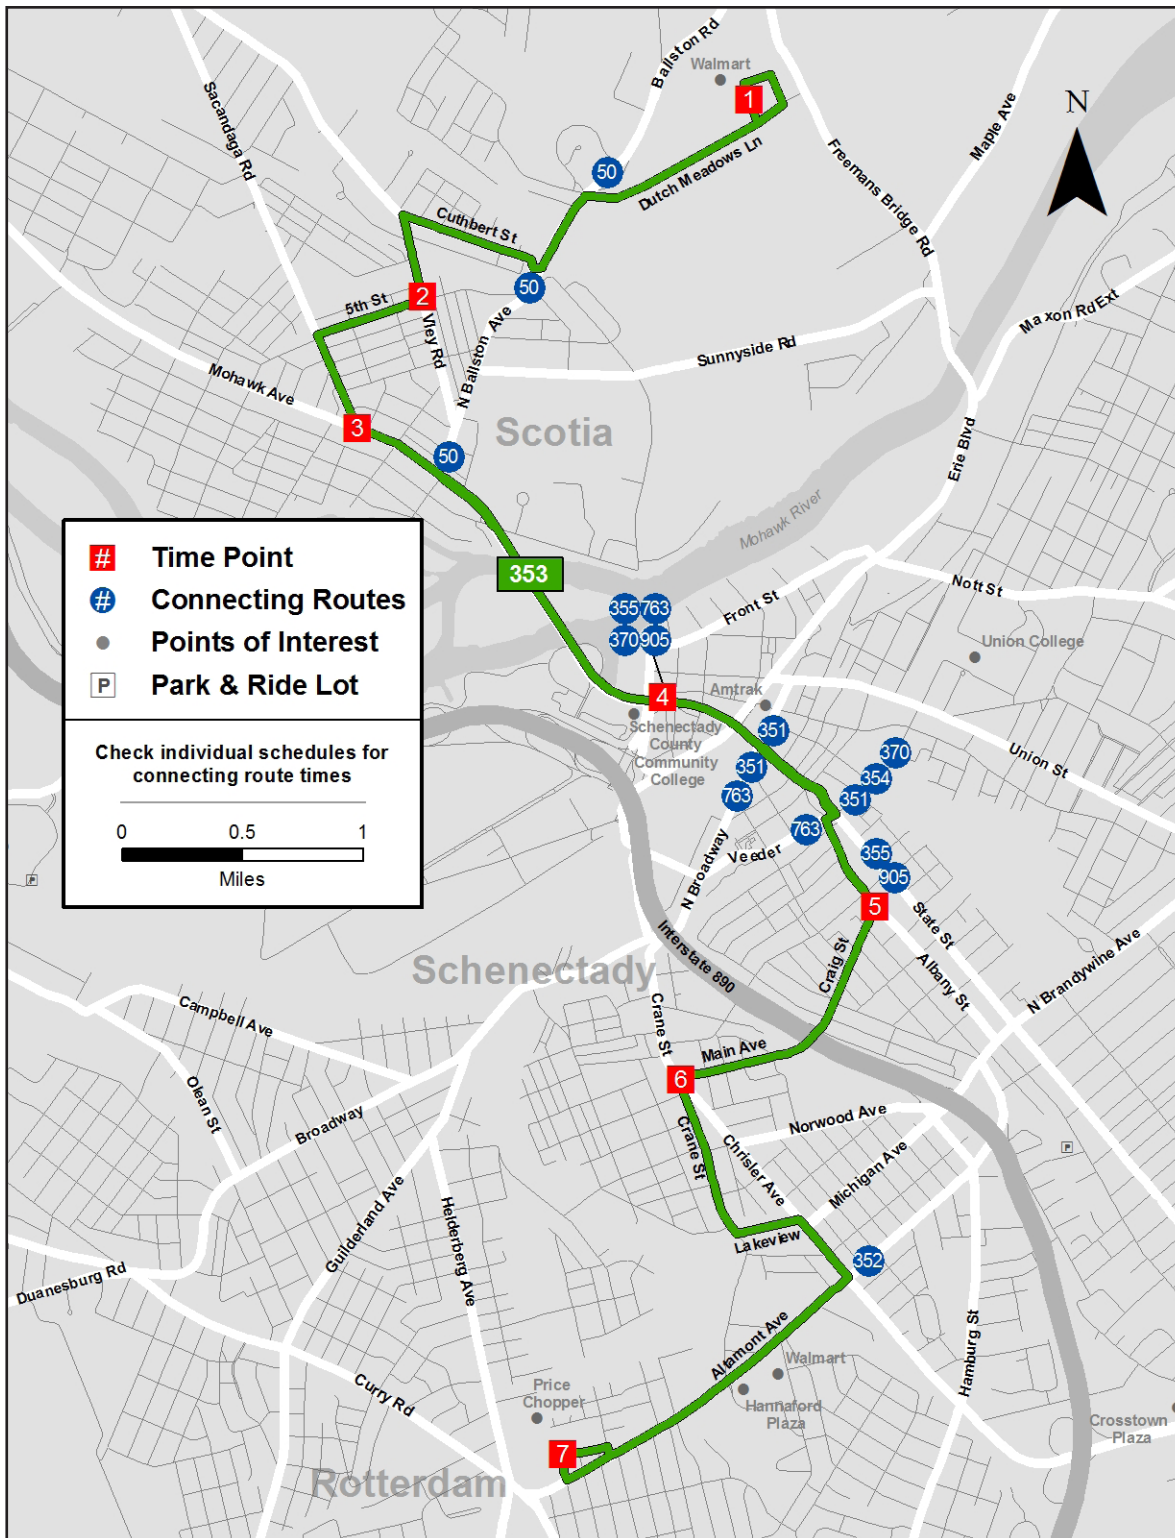 Ballston Rd
Walmart
1
N
Maple Ave
Sacandaga Rd
Freemans Bridge Rd
50
Dutch Meadows Ln
Cuthbert St
50
2
5th St
Vley Rd
N Ballston Ave
Maxon Rd Ext
Sunnyside Rd
Mohawk Ave
3
Scotia
50
Erie Blvd
Mohawk River
# Time Point
# Connecting Routes
Points of Interest
P Park & Ride Lot
Check individual schedules for
connecting route times
0 0.5 1
Miles
353
355 763
370 905
Front St
Nott St
Union College
4
Amtrak
Schenectady
County
Community
College
351
351
763
370
354
351
Union St
763
Veeder
355
905
N Broadway
5
State St
Albany St
N Brandywine Ave
Craig St
Interstate 890
Schenectady
P
Crane St
Main Ave
6
Campbell Ave
Olean St
Broadway
Norwood Ave
Crane St
Chrisler Ave
Michigan Ave
P
Guilderland Ave
Helderberg Ave
Lakeview
352
Duanesburg Rd
Altamont Ave
Hamburg St
Walmart
Hannaford
Plaza
Curry Rd
Price
Chopper
Crosstown
Plaza
7
Rotterdam